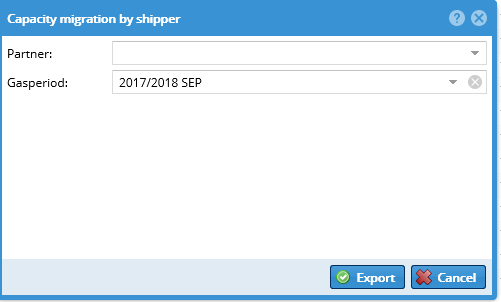 Capacity migration by shipper
Partner:
Gasperiod: 2017/2018 SEP
Export Cancel